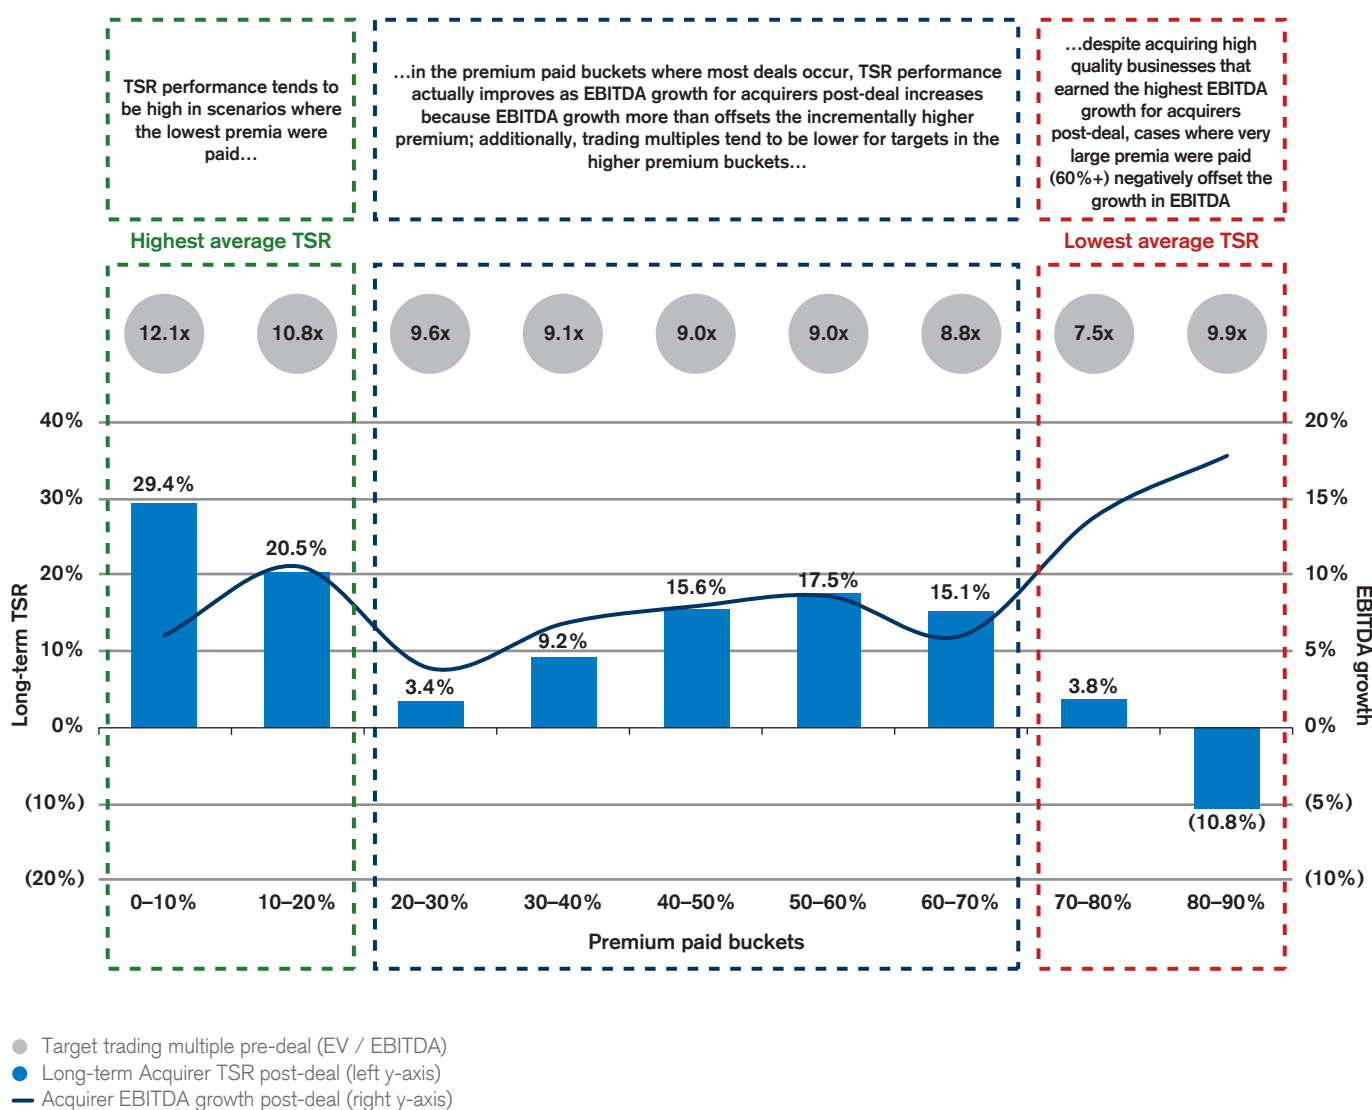 TSR performance tends to
be high in scenarios where
the lowest premia were
paid…
…in the premium paid buckets where most deals occur, TSR performance
actually improves as EBITDA growth for acquirers post-deal increases
because EBITDA growth more than offsets the incrementally higher
premium; additionally, trading multiples tend to be lower for targets in the
higher premium buckets…
…despite acquiring high
quality businesses that
earned the highest EBITDA
growth for acquirers
post-deal, cases where very
large premia were paid
(60%+) negatively offset the
growth in EBITDA
Highest average TSR
Lowest average TSR
12.1x
10.8x
9.6x
9.1x
9.0x
9.0x
8.8x
7.5x
9.9x
Long-term TSR
40%
30%
20%
10%
0%
(10%)
(20%)
29.4%
20.5%
3.4%
9.2%
15.6%
17.5%
15.1%
3.8%
(10.8%)
20%
15%
10%
5%
0%
(5%)
(10%)
EBITDA growth
0–10%
10–20%
20–30%
30–40%
40–50%
50–60%
60–70%
70–80%
80–90%
Premium paid buckets
Target trading multiple pre-deal (EV / EBITDA)
Long-term Acquirer TSR post-deal (left y-axis)
Acquirer EBITDA growth post-deal (right y-axis)